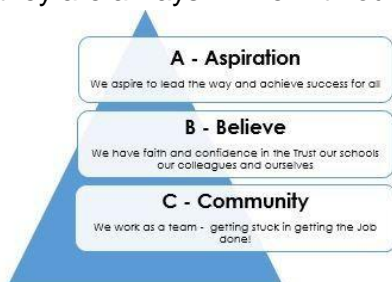 A - Aspiration
We aspire to lead the way and achieve success for all
B - Believe
We have faith and confidence in the Trust our schools
our colleagues and ourselves
C - Community
We work as a team - getting stuck in getting the Job
done!